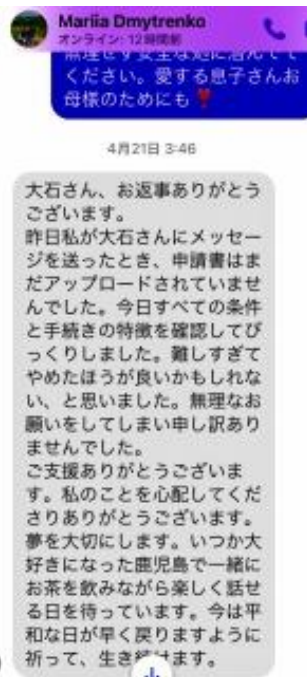 Mariia Dmytrenko
オンライン: 12時間前
ください。愛する息子さんお
母様のためにも❣️
4月21日 3:46
大石さん、お返事ありがとう
ございます。
昨日私が大石さんにメッセー
ジを送ったとき、申請書はま
だアップロードされていませ
んでした。今日すべての条件
と手続きの特徴を確認してび
っくりしました。難しすぎて
やめたほうが良いかもしれな
い、と思いました。無理なお
願いをしてしまい申し訳あり
ませんでした。
ご支援ありがとうございま
す。私のことを心配してくだ
さりありがとうございます。
夢を大切にします。いつか大
好きになった鹿児島で一緒に
お茶を飲みながら楽しく話せ
る日を待っています。今は平
和な日が早く戻りますように
祈って、生き続けます。